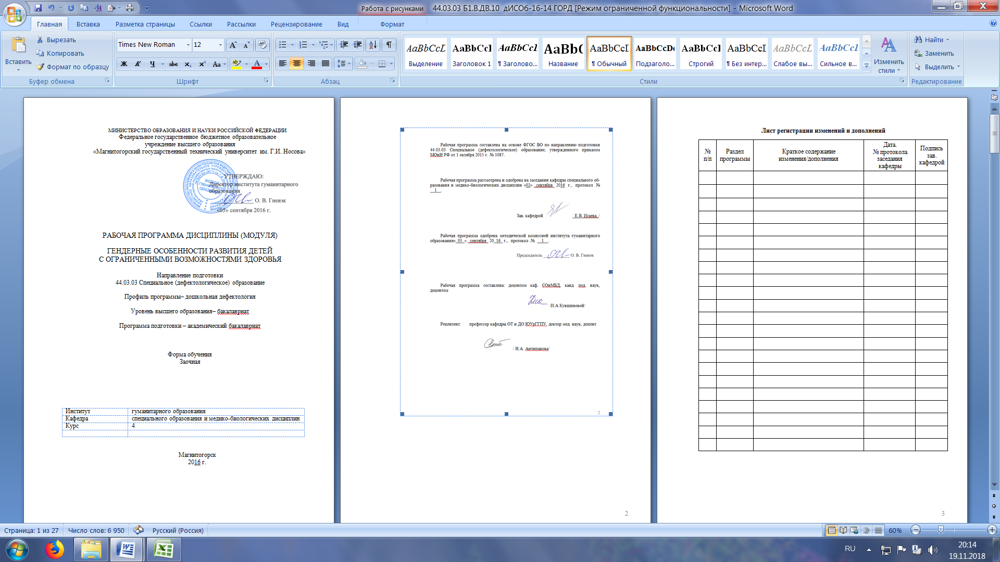 Работа с рисунками
44.03.03 Б1.В.ДВ.10 дИСОб-16-14 ГОРД [Режим ограниченной функциональности] - Microsoft Word
Главная Вставка Разметка страницы Ссылки Рассылки Рецензирование Вид Формат
Вставить
Вырезать
Копировать
Формат по образцу
Буфер обмена
Times New Roman 12
Ж К Ч abc x₂ x² Aa
Шрифт
Абзац
AaBbCcL AaBbCcI AaBbCcI AaBb( AaBbCcI AaBbCcD AaBbCcI AaBbCcI AaBbCcL AaBbCcI
Выделение Заголовок 1 ¶ Заголово... Название ¶ Обычный Подзаголо... Строгий ¶ Без интер... Слабое вы... Сильное в...
Стили
Изменить
стили
Найти
Заменить
Выделить
Редактирование
МИНИСТЕРСТВО ОБРАЗОВАНИЯ И НАУКИ РОССИЙСКОЙ ФЕДЕРАЦИИ
Федеральное государственное бюджетное образовательное
учреждение высшего образования
«Магнитогорский государственный технический университет им. Г.И. Носова»
ИНСТИТУТ
ГУМАНИТАРНОГО
ОБРАЗОВАНИЯ
УТВЕРЖДАЮ:
Директор института гуманитарного
образования
О. В. Гневэк
«05» сентября 2016 г.
РАБОЧАЯ ПРОГРАММА ДИСЦИПЛИНЫ (МОДУЛЯ)
ГЕНДЕРНЫЕ ОСОБЕННОСТИ РАЗВИТИЯ ДЕТЕЙ
С ОГРАНИЧЕННЫМИ ВОЗМОЖНОСТЯМИ ЗДОРОВЬЯ
Направление подготовки
44.03.03 Специальное (дефектологическое) образование
Профиль программы– дошкольная дефектология
Уровень высшего образования– бакалавриат
Программа подготовки – академический бакалавриат
Форма обучения
Заочная
Институт гуманитарного образования
Кафедра специального образования и медико-биологических дисциплин
Курс 4
Магнитогорск
2016 г.
Рабочая программа составлена на основе ФГОС ВО по направлению подготовки
44.03.03 Специальное (дефектологическое) образование, утвержденного приказом
МОиН РФ от 1 октября 2015 г. № 1087.
Рабочая программа рассмотрена и одобрена на заседании кафедры специального об-
разования и медико-биологических дисциплин «02» сентября 2016 г., протокол №
1 .
Зав. кафедрой Е.В. Исаева /
Рабочая программа одобрена методической комиссией института гуманитарного
образования« 05 » сентября 20 16 г., протокол № 1 .
Председатель О. В. Гневэк
Рабочая программа составлена: доцентом каф. СОиМБД, канд. пед. наук,
доцентом
/И.А Кувшиновой/
Рецензент: профессор кафедры ОТ и ДО ЮУрГГПУ, доктор мед. наук, доцент
/ Н.А. Антипанова/
2
2
Лист регистрации изменений и дополнений
№
п/п
Раздел
программы
Краткое содержание
изменения/дополнения
Дата.
№ протокола
заседания
кафедры
Подпись
зав.
кафедрой
3
Страница: 1 из 27 Число слов: 6 950 Русский (Россия) 60%
RU 20:14
19.11.2018